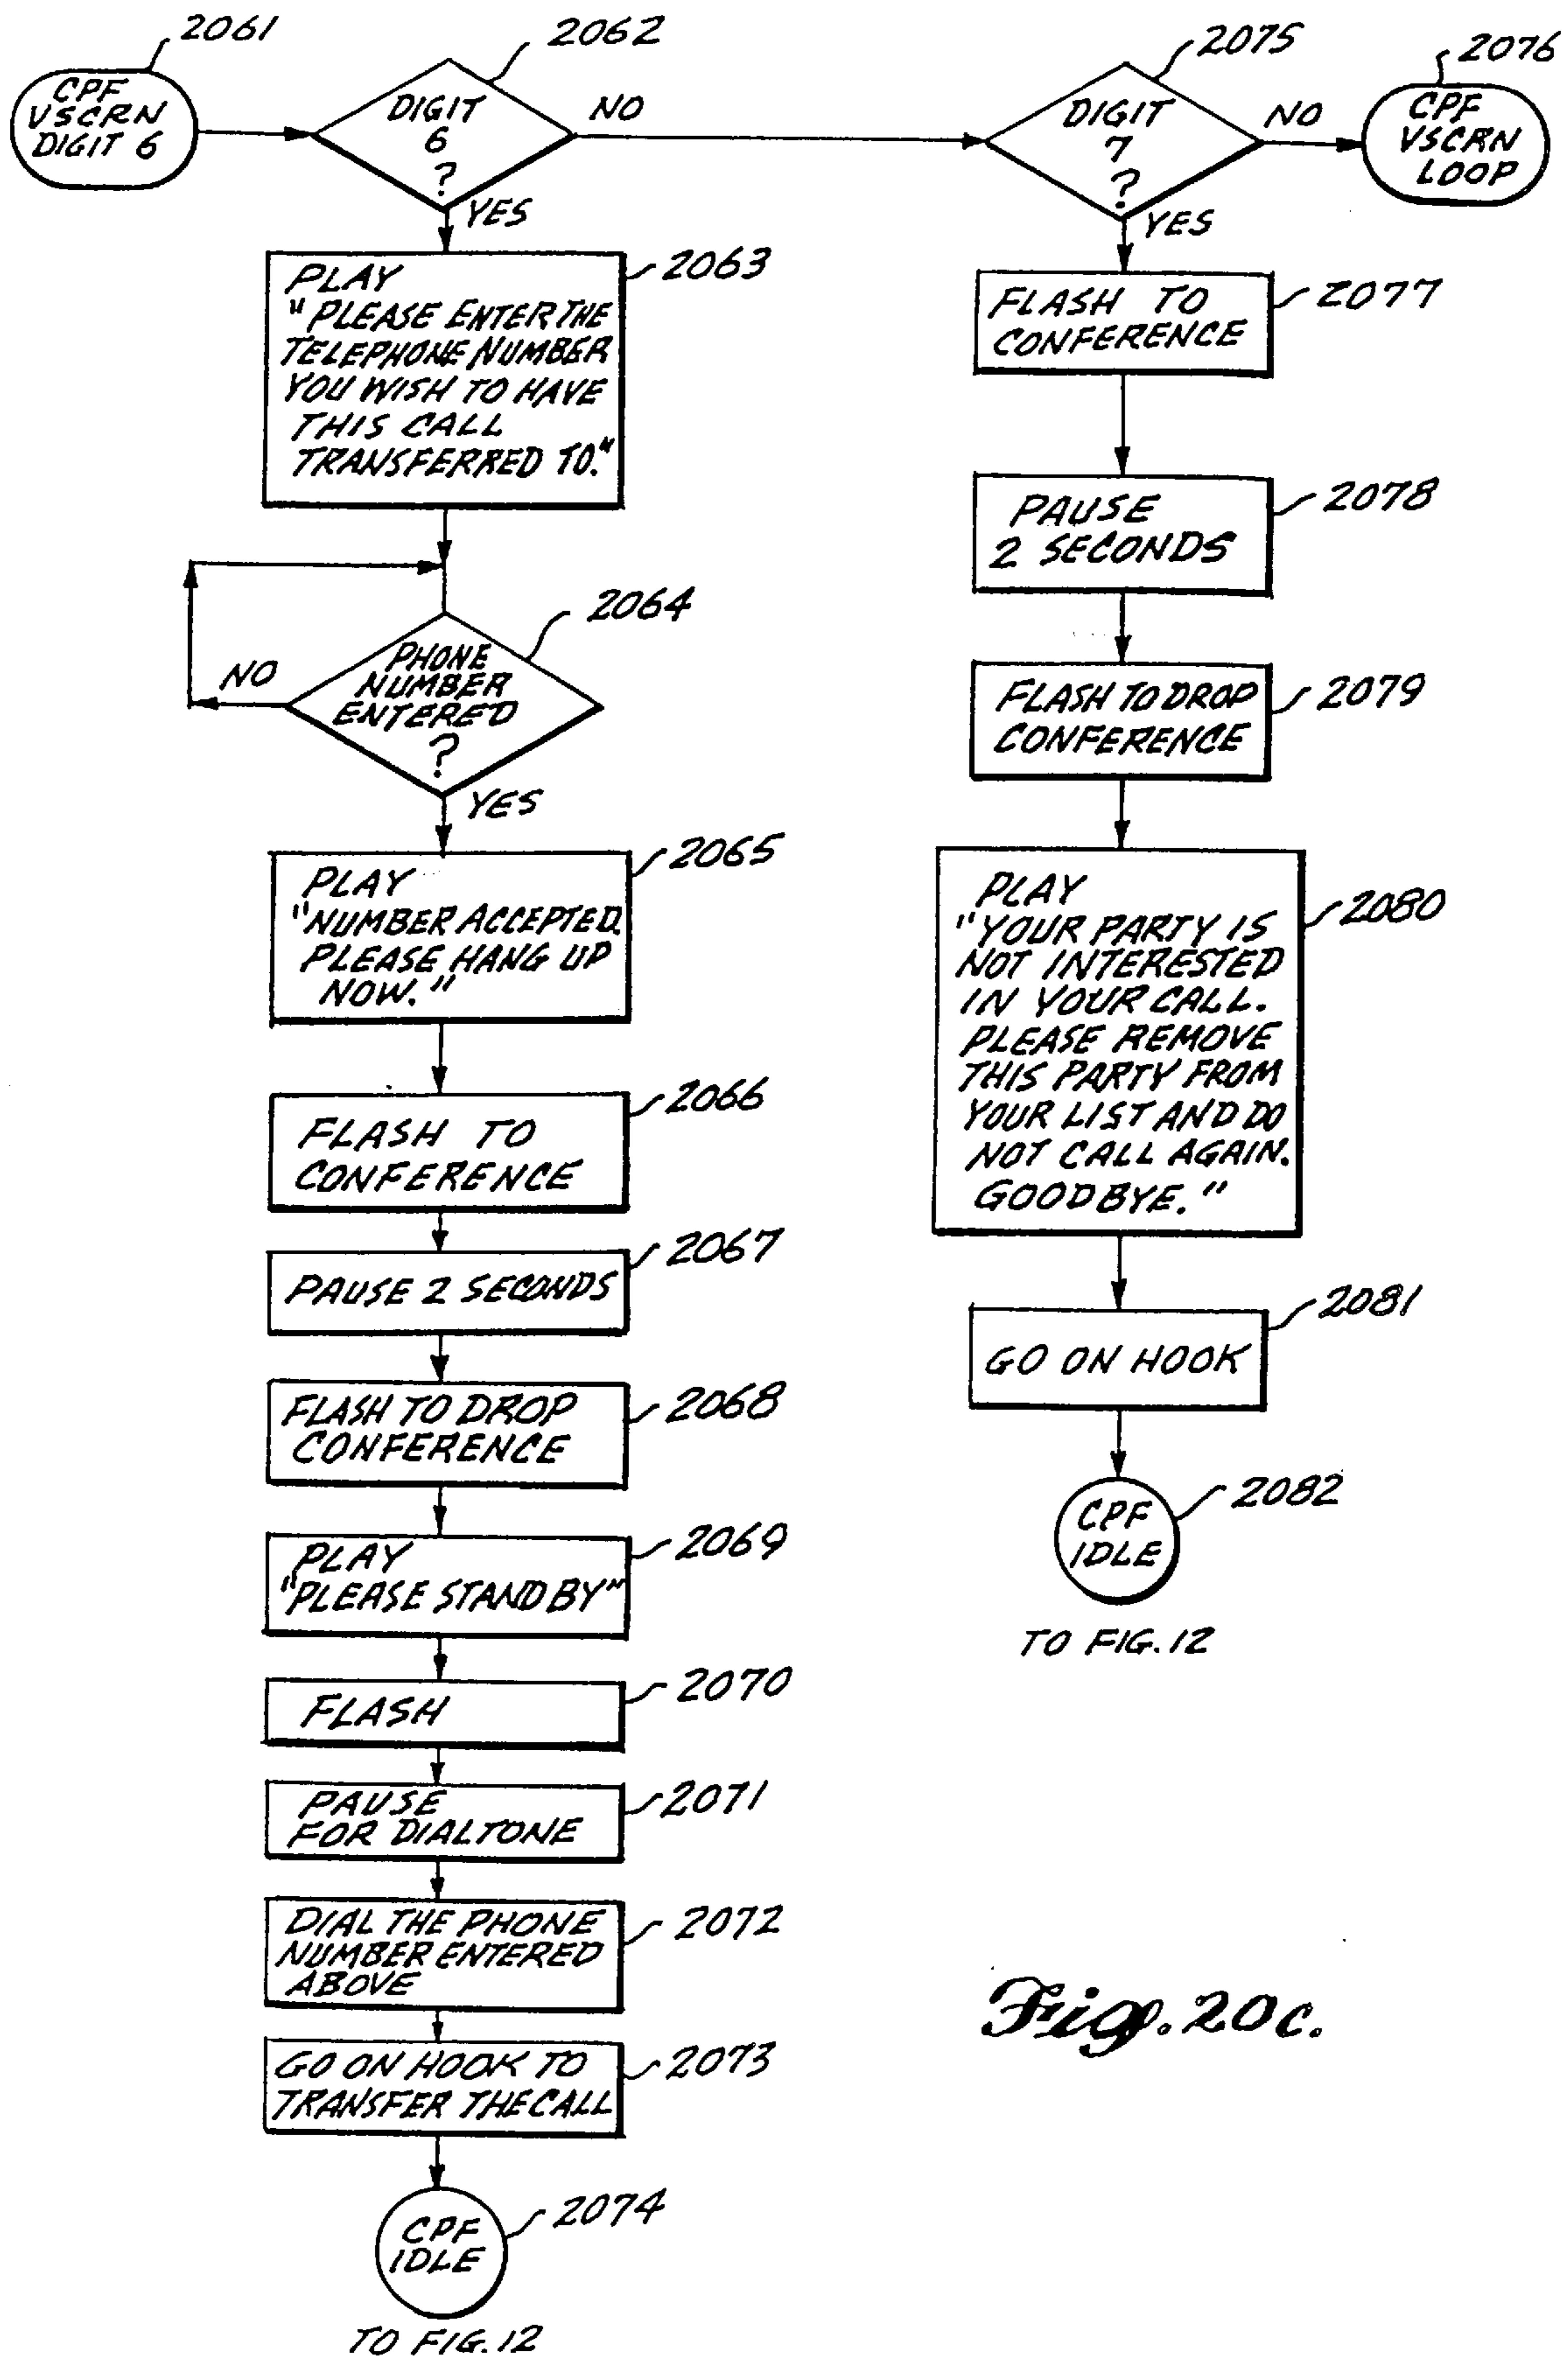 2061
CPF
VSCRN
DIGIT 6
2062
DIGIT
6
?
NO
YES
2075
DIGIT
7
?
NO
YES
2076
CPF
VSCRN
LOOP
2063
PLAY
"PLEASE ENTER THE
TELEPHONE NUMBER
YOU WISH TO HAVE
THIS CALL
TRANSFERRED TO."
2064
PHONE
NUMBER
ENTERED
?
NO
YES
2065
PLAY
"NUMBER ACCEPTED.
PLEASE HANG UP
NOW."
2066
FLASH TO
CONFERENCE
2067
PAUSE 2 SECONDS
2068
FLASH TO DROP
CONFERENCE
2069
PLAY
"PLEASE STAND BY"
2070
FLASH
2071
PAUSE
FOR DIALTONE
2072
DIAL THE PHONE
NUMBER ENTERED
ABOVE
2073
GO ON HOOK TO
TRANSFER THE CALL
2074
CPF
IDLE
TO FIG. 12
2077
FLASH TO
CONFERENCE
2078
PAUSE
2 SECONDS
2079
FLASH TO DROP
CONFERENCE
2080
PLAY
"YOUR PARTY IS
NOT INTERESTED
IN YOUR CALL.
PLEASE REMOVE
THIS PARTY FROM
YOUR LIST AND DO
NOT CALL AGAIN.
GOODBYE."
2081
GO ON HOOK
2082
CPF
IDLE
TO FIG. 12
Fig. 20c.